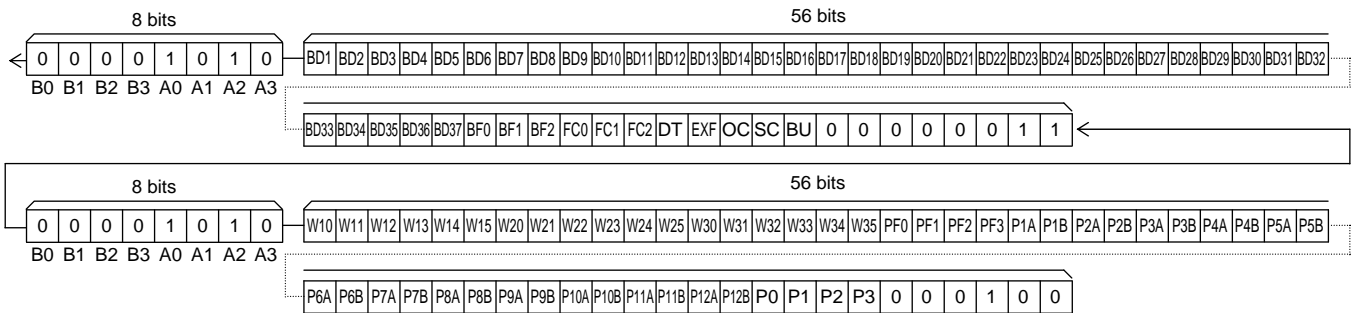 8 bits 56 bits
0 0 0 0 1 0 1 0 BD1 BD2 BD3 BD4 BD5 BD6 BD7 BD8 BD9 BD10 BD11 BD12 BD13 BD14 BD15 BD16 BD17 BD18 BD19 BD20 BD21 BD22 BD23 BD24 BD25 BD26 BD27 BD28 BD29 BD30 BD31 BD32
B0 B1 B2 B3 A0 A1 A2 A3
BD33 BD34 BD35 BD36 BD37 BF0 BF1 BF2 FC0 FC1 FC2 DT EXF OC SC BU 0 0 0 0 0 0 1 1
8 bits 56 bits
0 0 0 0 1 0 1 0 W10 W11 W12 W13 W14 W15 W20 W21 W22 W23 W24 W25 W30 W31 W32 W33 W34 W35 PF0 PF1 PF2 PF3 P1A P1B P2A P2B P3A P3B P4A P4B P5A P5B
B0 B1 B2 B3 A0 A1 A2 A3
P6A P6B P7A P7B P8A P8B P9A P9B P10A P10B P11A P11B P12A P12B P0 P1 P2 P3 0 0 0 1 0 0